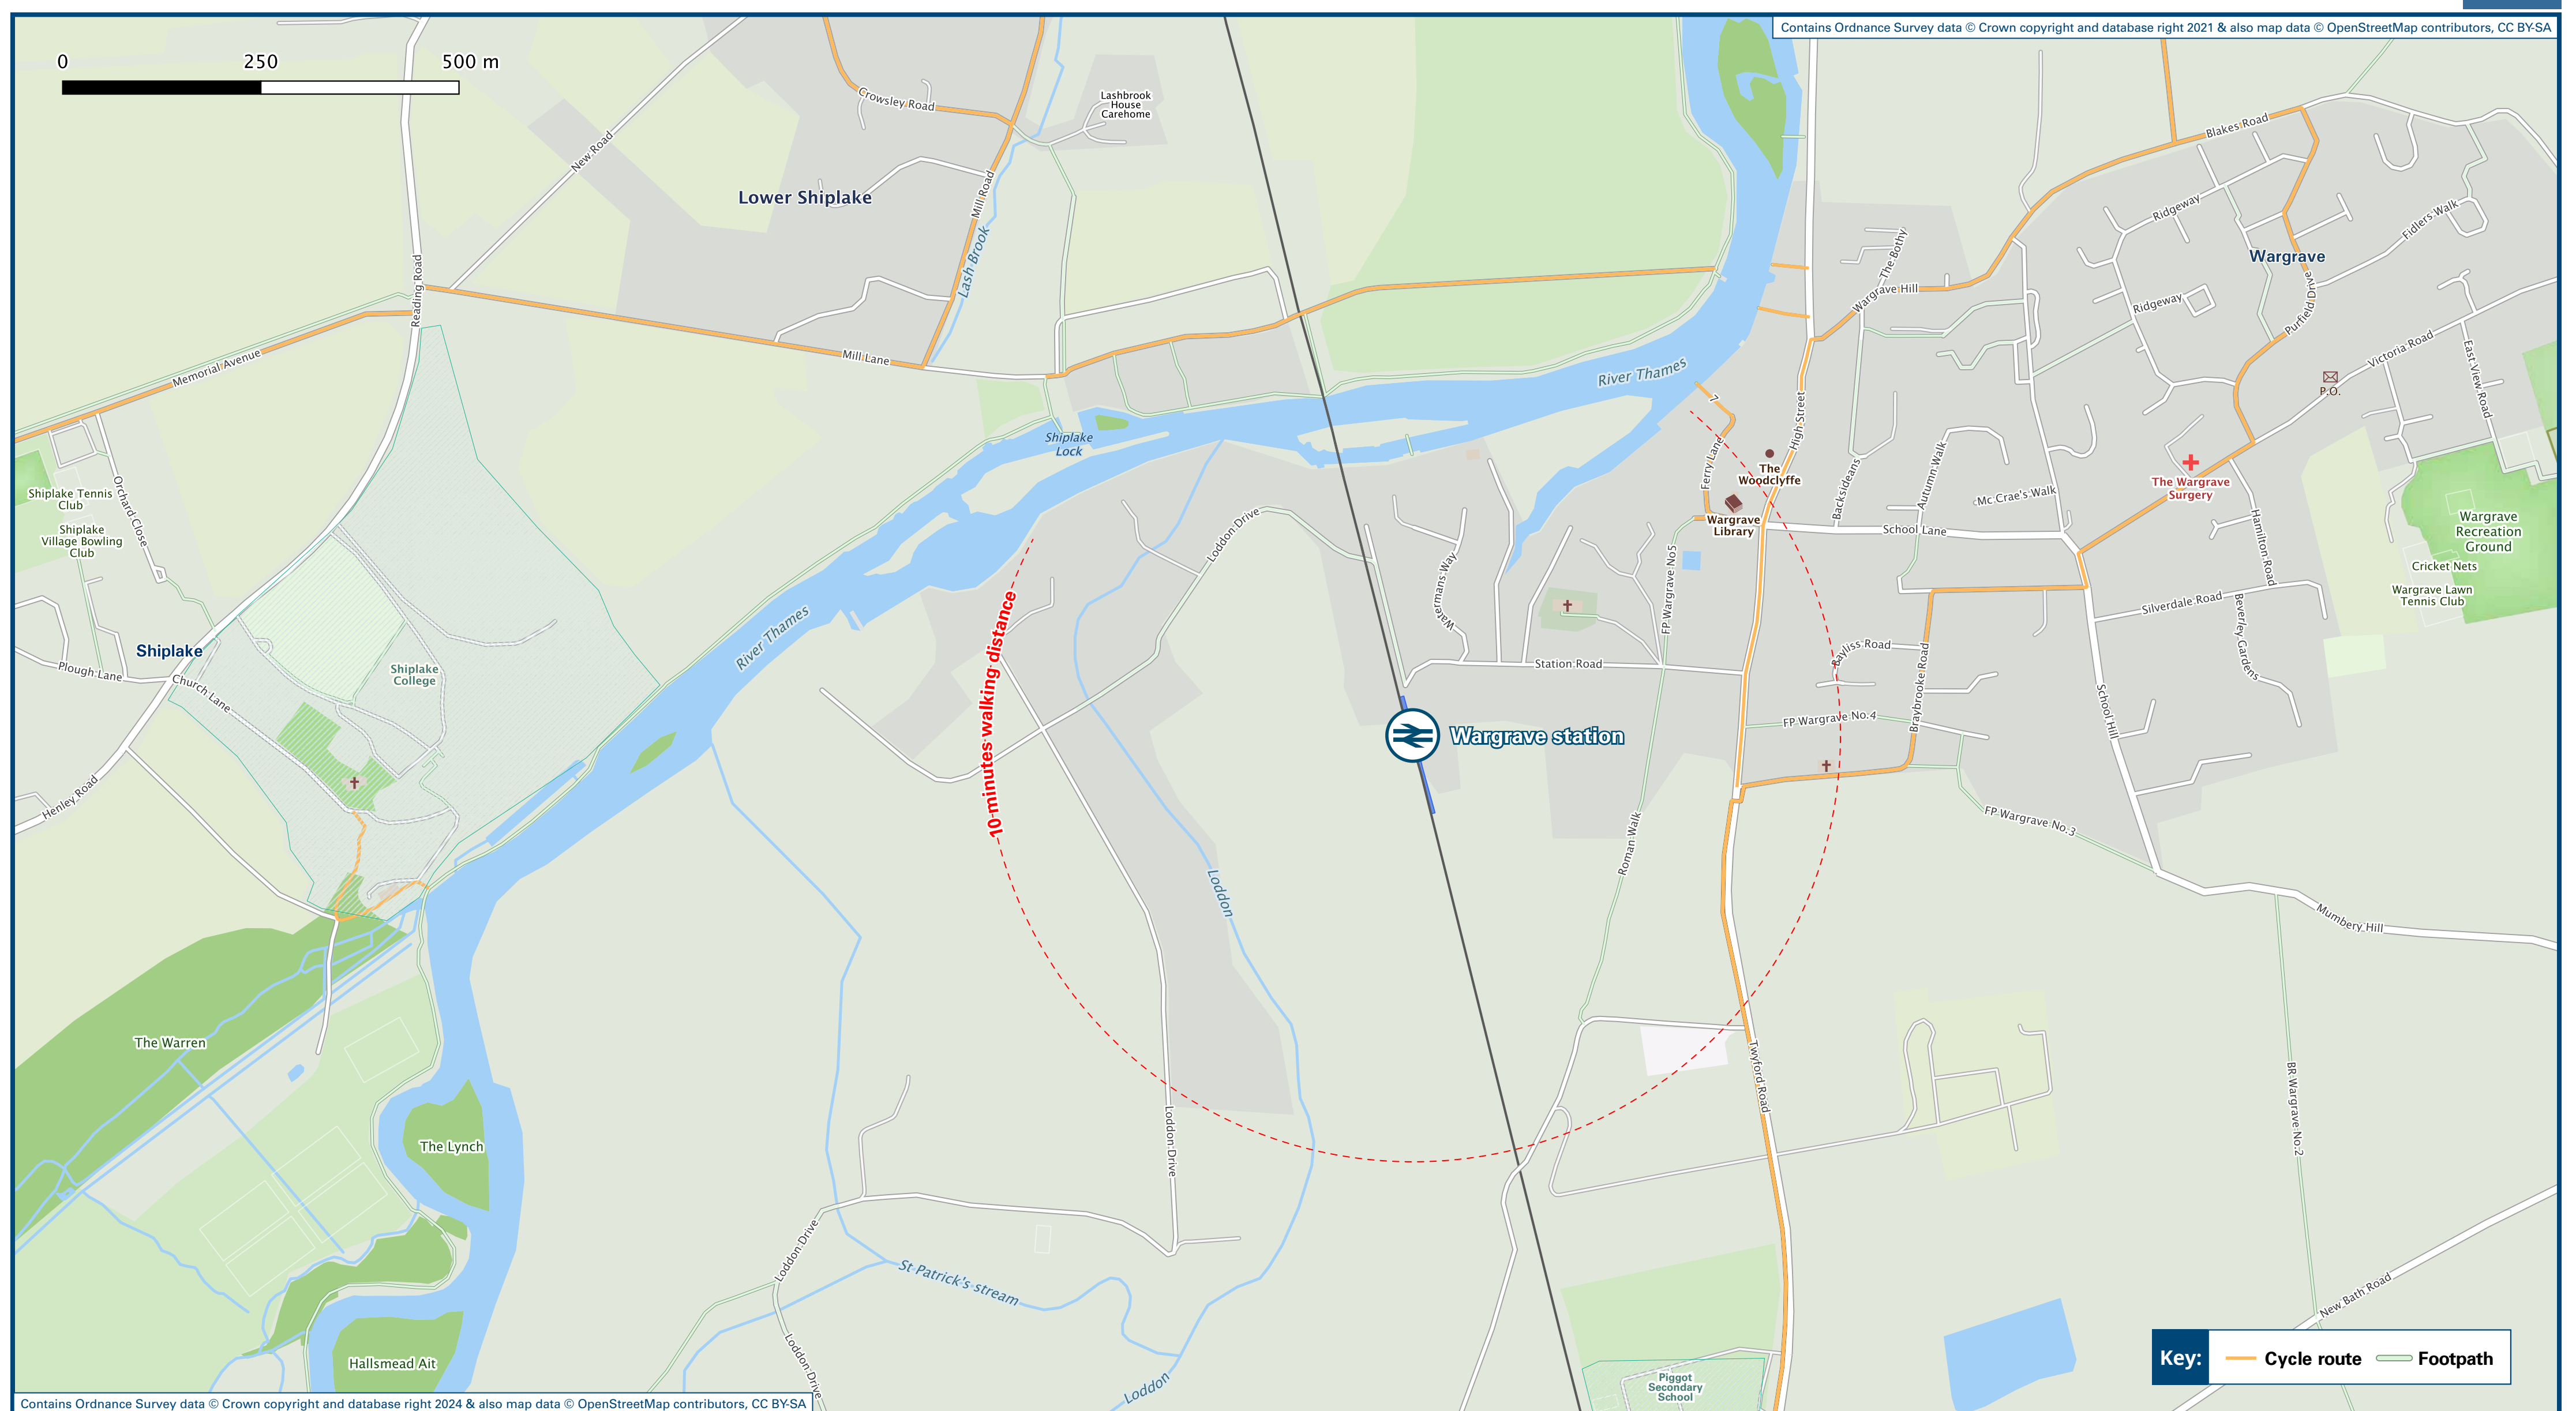 Contains Ordnance Survey data © Crown copyright and database right 2021 & also map data © OpenStreetMap contributors, CC BY-SA
0 250 500 m
Crowsley Road
Lashbrook
House
Carehome
New Road
Blakes Road
Lower Shiplake
Mill Road
Ridgeway
Fidlers Walk
Lash Brook
The Bothy
Wargrave
Reading Road
Wargrave Hill
Ridgeway
Purfield Drive
Memorial Avenue
Mill Lane
River Thames
Victoria Road
East View Road
P.O.
7
High Street
Shiplake
Lock
Ferry Lane
The
Woodclyffe
Backsideans
Autumn Walk
Mc Crae's Walk
The Wargrave
Surgery
Shiplake Tennis
Club
Orchard Close
Shiplake
Village Bowling
Club
Loddon Drive
Wargrave
Library
School Lane
Hamilton Road
Wargrave
Recreation
Ground
Cricket Nets
Wargrave Lawn
Tennis Club
Watermans Way
FP Wargrave No5
Silverdale Road
Beverley Gardens
River Thames
Shiplake
Plough Lane
Church Lane
Shiplake
College
Station Road
Bayliss Road
Braybrooke Road
School Hill
10 minutes walking distance
FP Wargrave No.4
Wargrave station
Henley Road
Roman Walk
FP Wargrave No.3
Loddon
Mumbery Hill
The Warren
Twyford Road
BR Wargrave No.2
The Lynch
Loddon Drive
Loddon Drive
St Patrick's stream
New Bath Road
Loddon Drive
Hallsmead Ait
Loddon
Piggot
Secondary
School
Key: Cycle route Footpath
Contains Ordnance Survey data © Crown copyright and database right 2024 & also map data © OpenStreetMap contributors, CC BY-SA